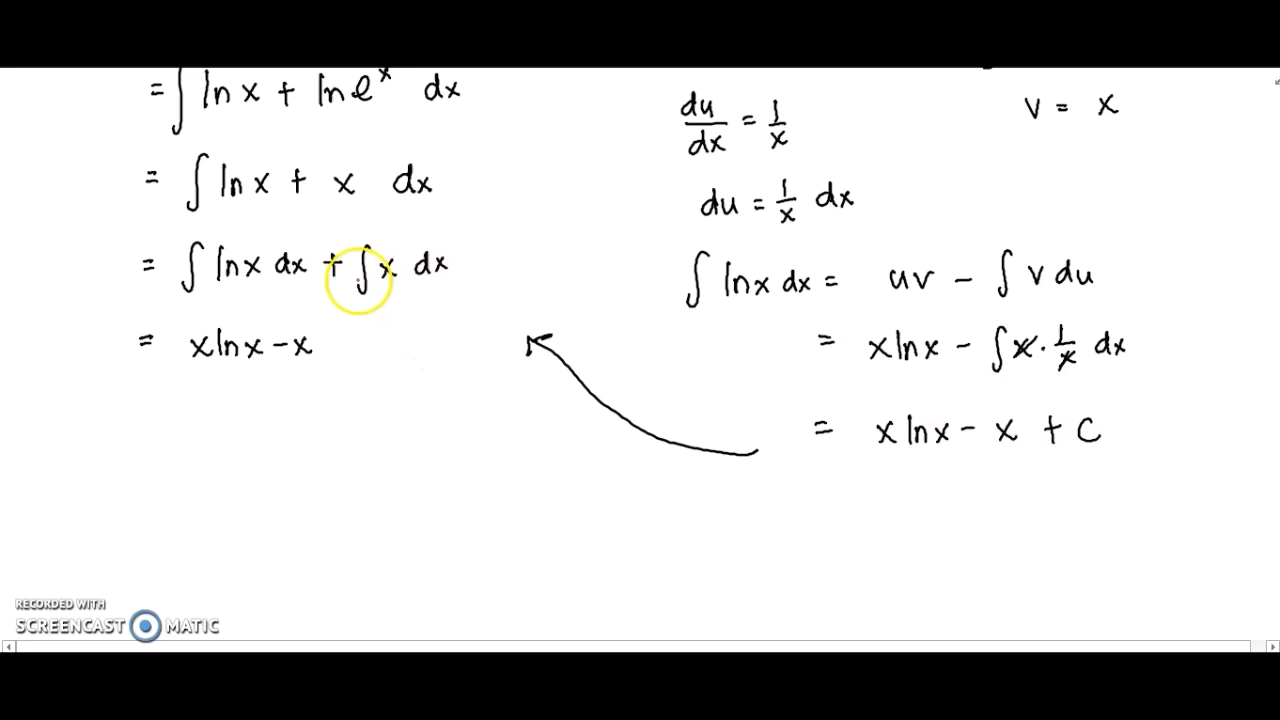 = ∫ ln x + ln e^x dx
= ∫ ln x + x dx
= ∫ ln x dx + ∫ x dx
= x ln x - x
v = x
du/dx = 1/x
du = 1/x dx
∫ ln x dx = uv - ∫ v du
= x ln x - ∫ x · 1/x dx
= x ln x - x + C
RECORDED WITH
SCREENCAST MATIC